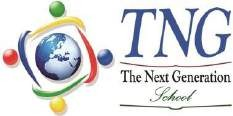 TNG
The Next Generation
School